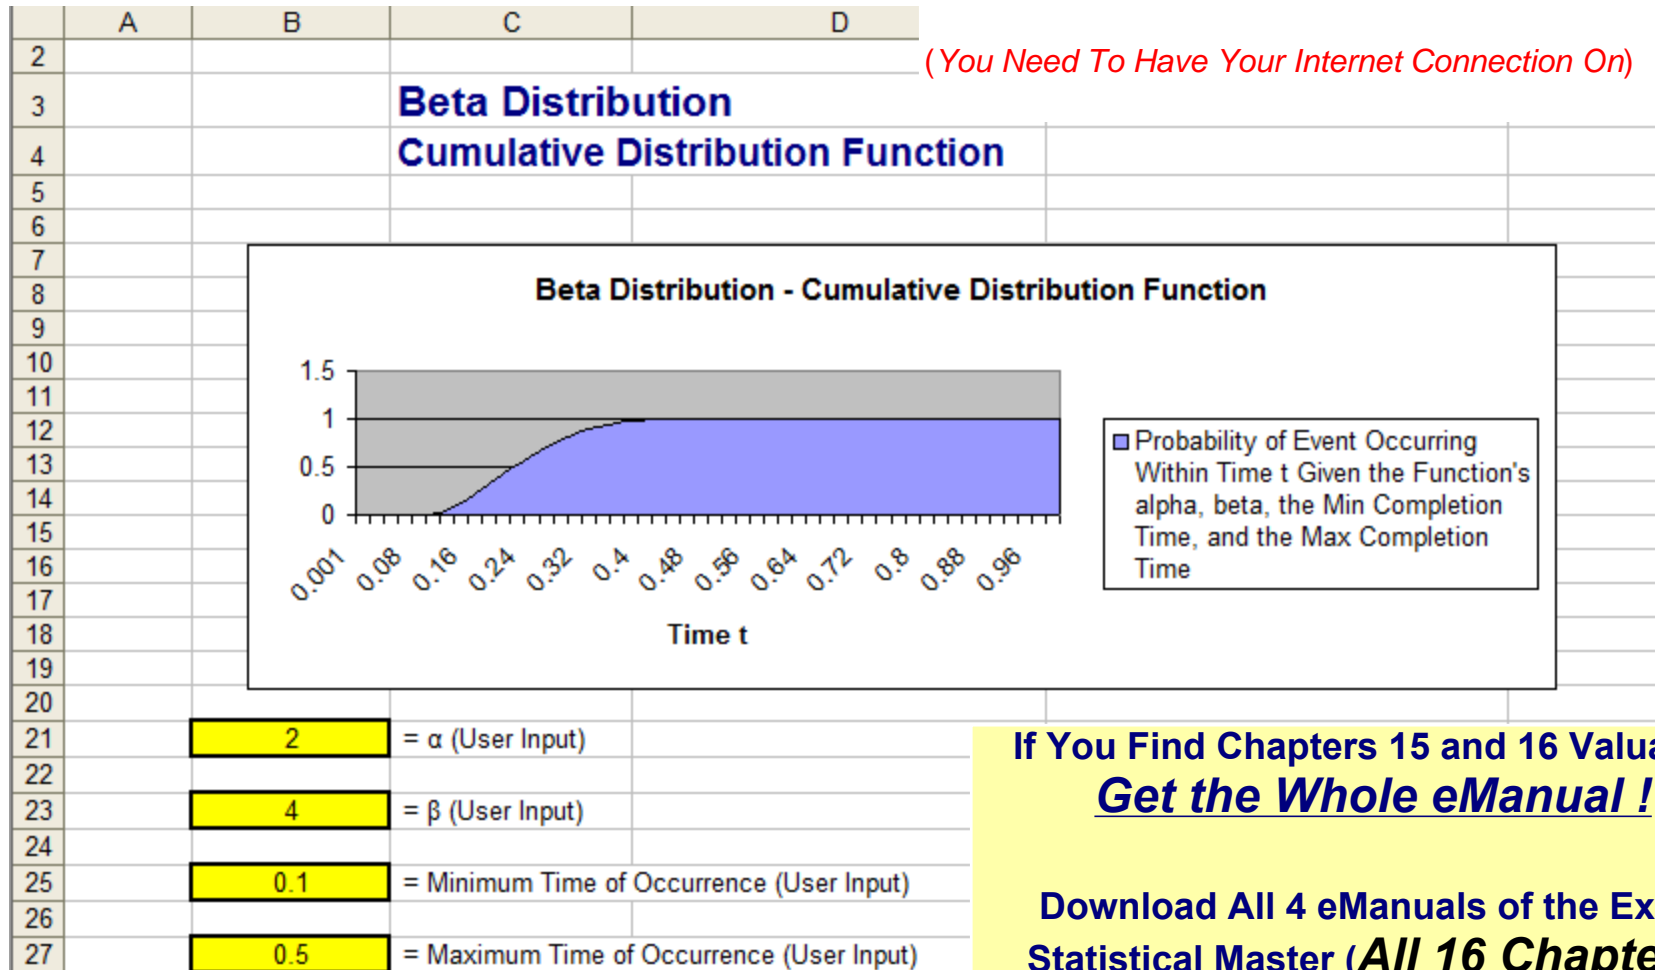 A B C D
2
(You Need To Have Your Internet Connection On)
3 Beta Distribution
4 Cumulative Distribution Function
5
6
7
8
9
10
11
12
13
14
15
16
17
18
19
20
Beta Distribution - Cumulative Distribution Function
1.5
1
0.5
0
0.001 0.08 0.16 0.24 0.32 0.4 0.48 0.56 0.64 0.72 0.8 0.88 0.96
Time t
Probability of Event Occurring
Within Time t Given the Function's
alpha, beta, the Min Completion
Time, and the Max Completion
Time
21 2 = α (User Input)
22
23 4 = β (User Input)
24
25 0.1 = Minimum Time of Occurrence (User Input)
26
27 0.5 = Maximum Time of Occurrence (User Input)
If You Find Chapters 15 and 16
Get the Whole eManual !
Download All 4 eManuals of the
Statistical Master (All 16